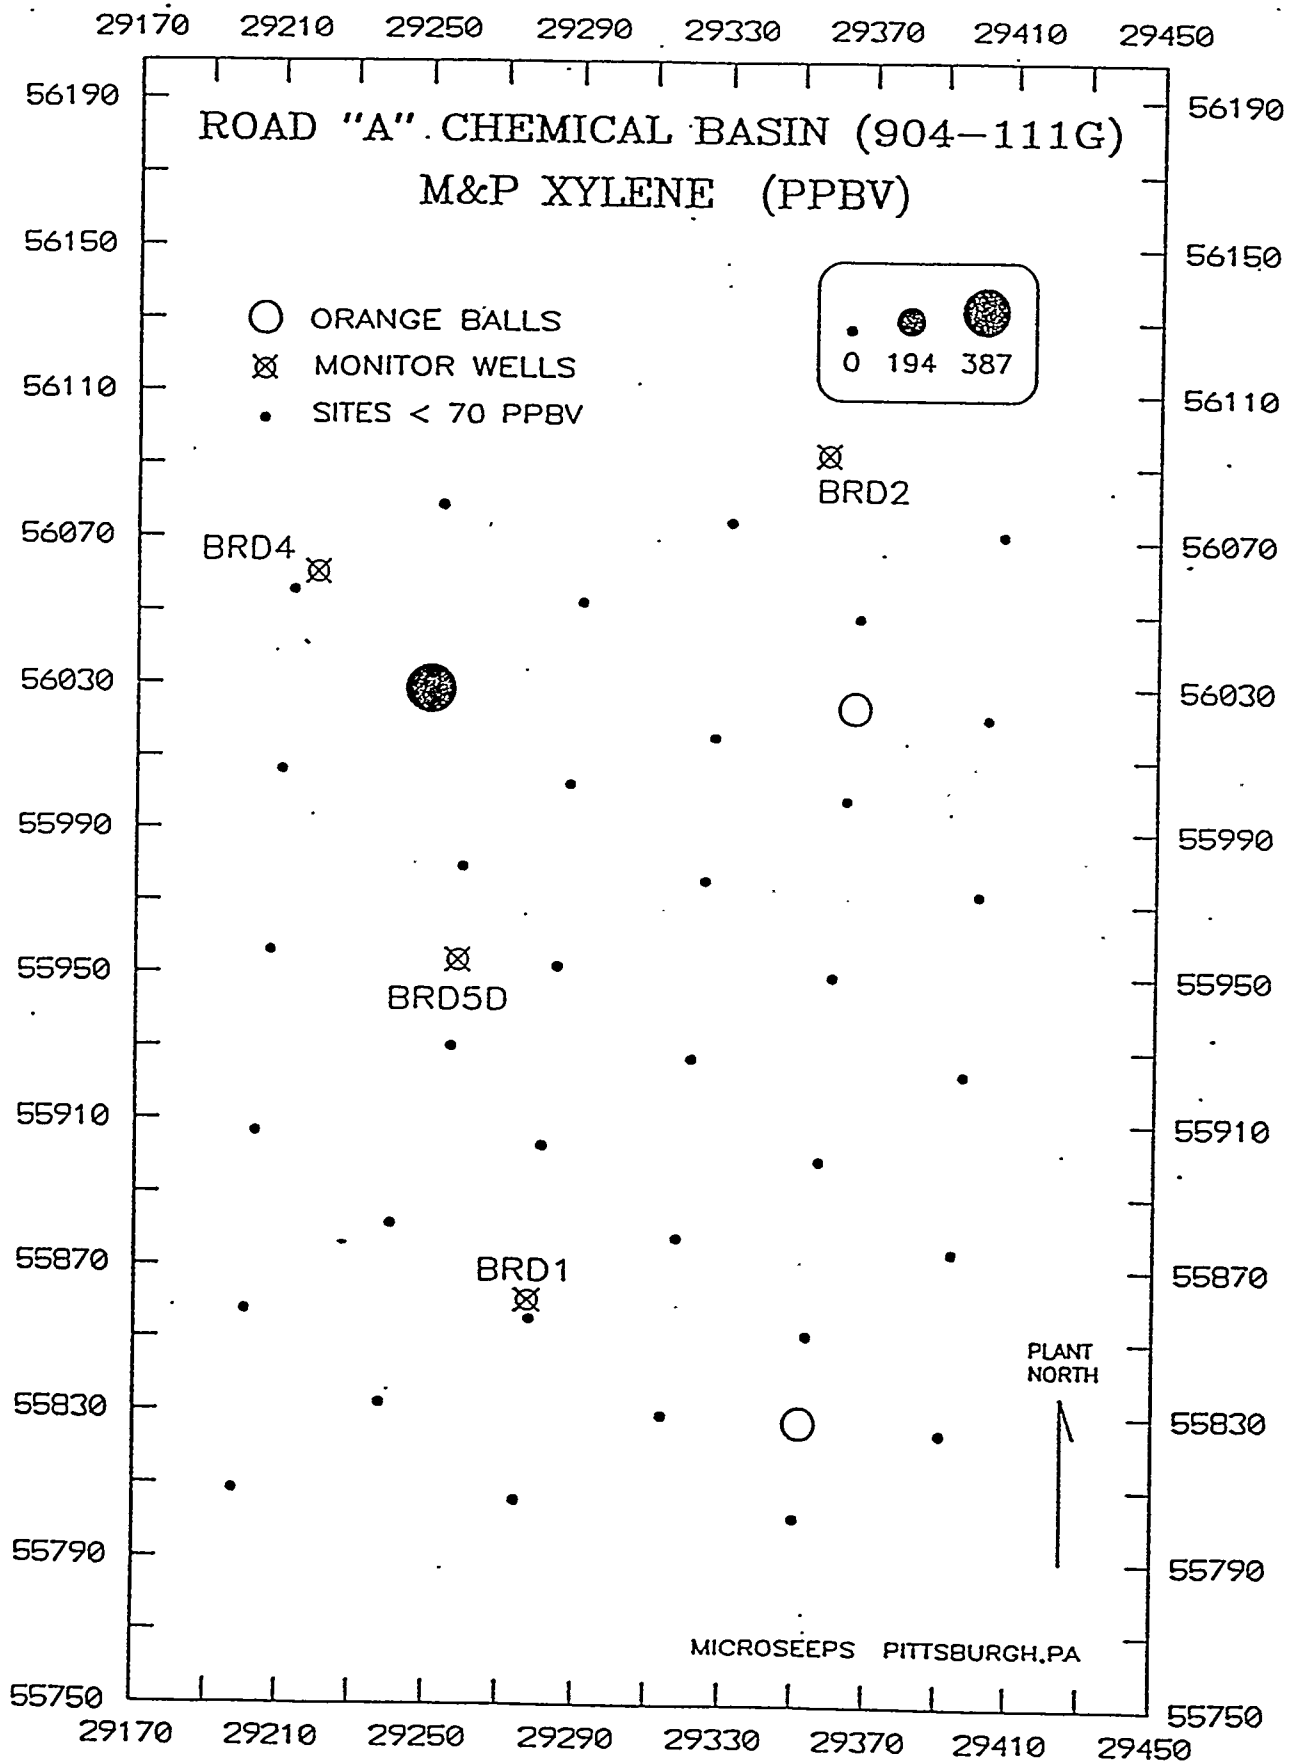 29170 29210 29250 29290 29330 29370 29410 29450
56190 56190
ROAD "A" CHEMICAL BASIN (904-111G)
M&P XYLENE (PPBV)
56150 56150
ORANGE BALLS
MONITOR WELLS
SITES < 70 PPBV
0 194 387
56110 56110
BRD2
56070 56070
BRD4
56030 56030
55990 55990
55950 55950
BRD5D
55910 55910
55870 55870
BRD1
PLANT
NORTH
55830 55830
55790 55790
MICROSEEPS PITTSBURGH,PA
55750 55750
29170 29210 29250 29290 29330 29370 29410 29450